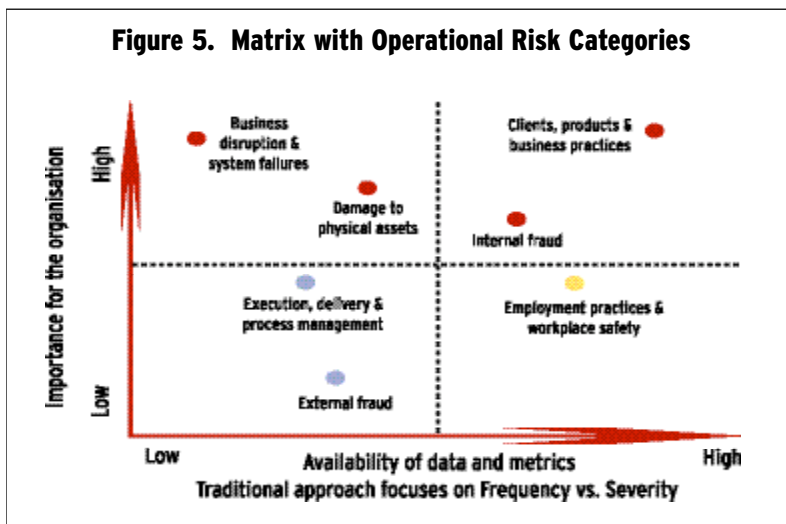 Figure 5. Matrix with Operational Risk Categories
Business
disruption &
system failures
Clients, products &
business practices
Damage to
physical assets
Internal fraud
Execution, delivery &
process management
Employment practices &
workplace safety
External fraud
Importance for the organisation
High
Low
Low
High
Availability of data and metrics
Traditional approach focuses on Frequency vs. Severity